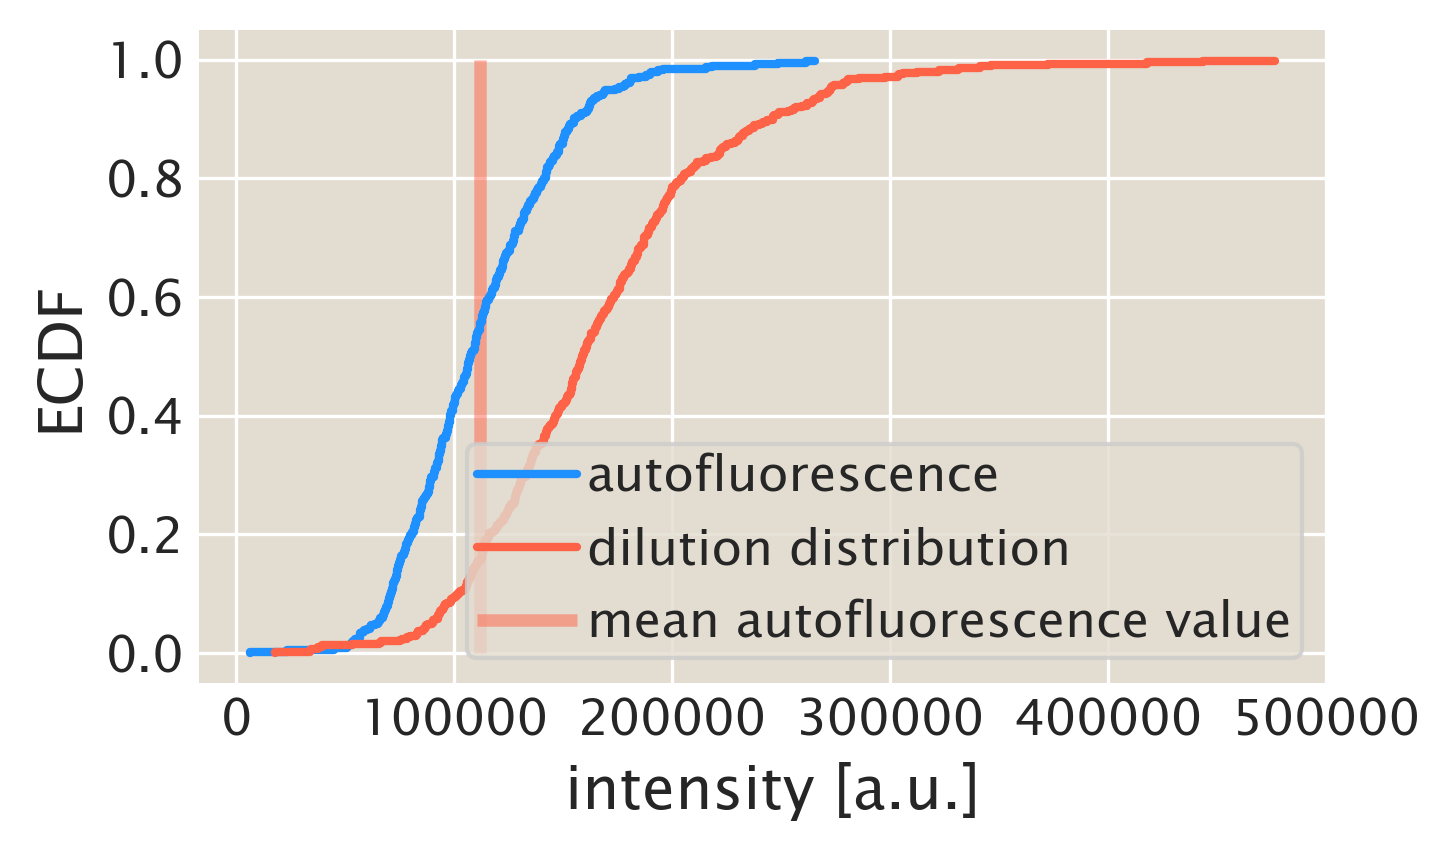 1.0
0.8
0.6
0.4
0.2
0.0
ECDF
autofluorescence
dilution distribution
mean autofluorescence value
0 100000 200000 300000 400000 500000
intensity [a.u.]